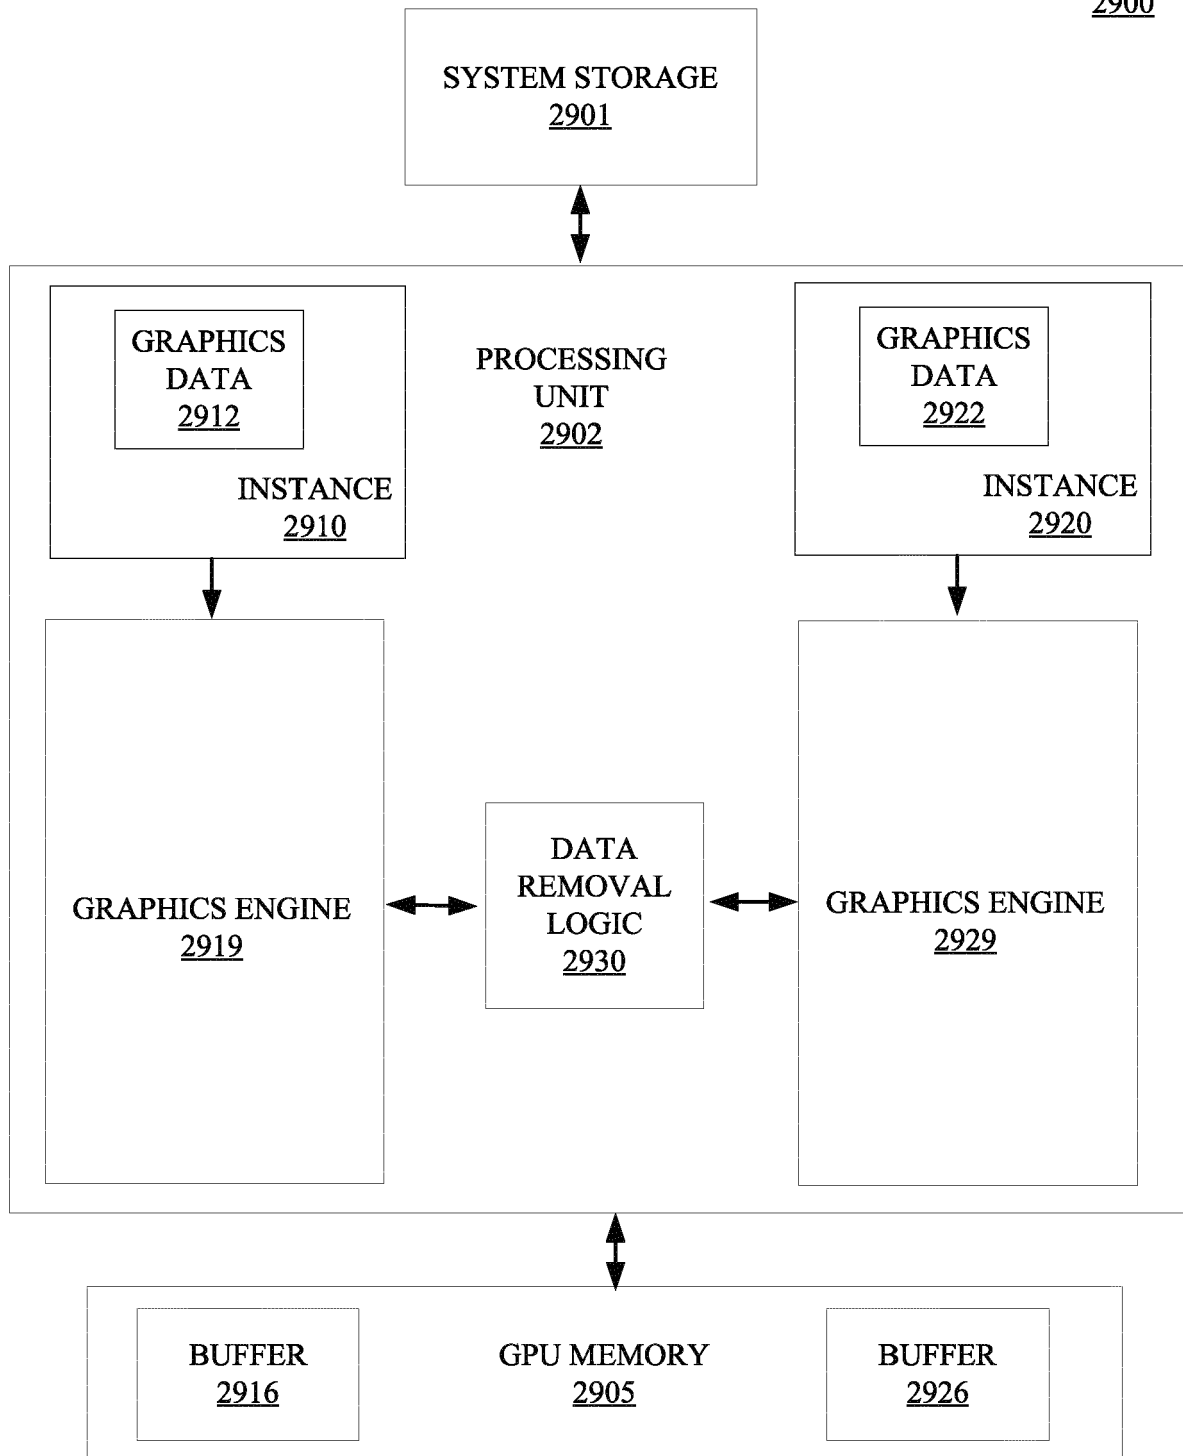 2900
SYSTEM STORAGE
2901
GRAPHICS
DATA
2912
INSTANCE
2910
PROCESSING
UNIT
2902
GRAPHICS
DATA
2922
INSTANCE
2920
GRAPHICS ENGINE
2919
DATA
REMOVAL
LOGIC
2930
GRAPHICS ENGINE
2929
BUFFER
2916
GPU MEMORY
2905
BUFFER
2926